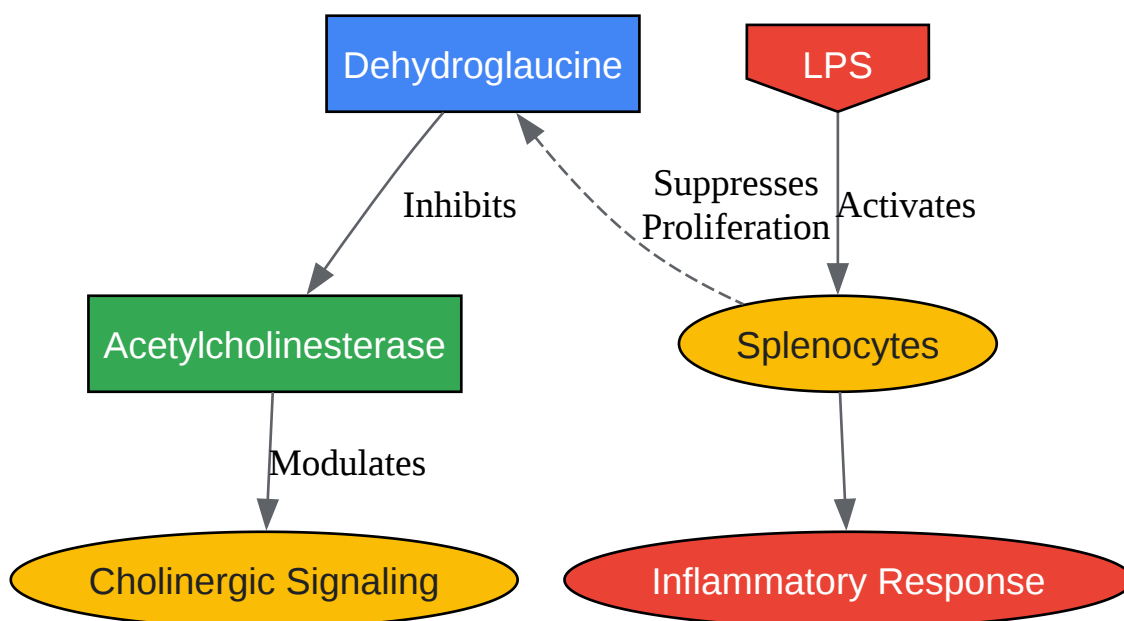 Dehydroglaucine
LPS
Suppresses
Proliferation
Inhibits
Activates
Acetylcholinesterase
Splenocytes
Modulates
Cholinergic Signaling
Inflammatory Response